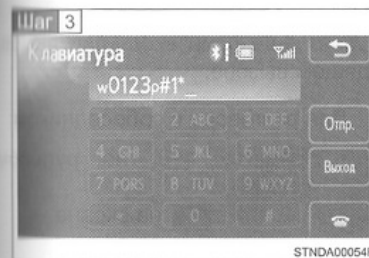 Шаг 3
Клавиатура
w0123p#1*_
1 2 ABC 3 DEF
Отпр.
4 GHI 5 JKL 6 MNO
Выход
7 PQRS 8 TUV 9 WXYZ
* 0 #
STNDA00054